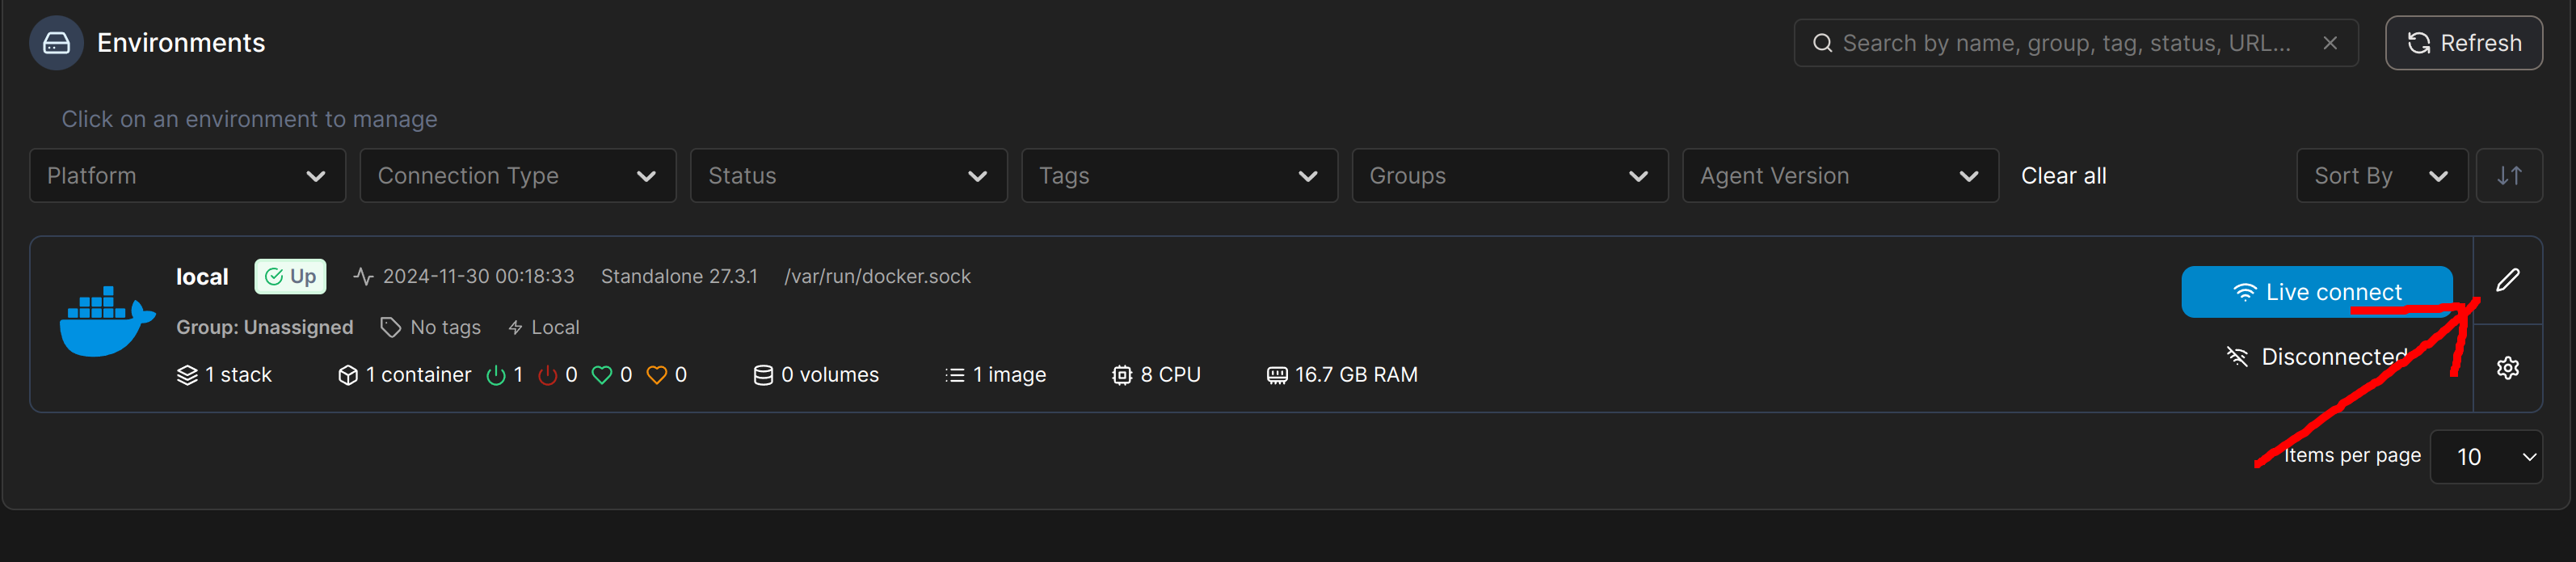 Environments
Search by name, group, tag, status, URL...
Refresh
Click on an environment to manage
Platform
Connection Type
Status
Tags
Groups
Agent Version
Clear all
Sort By
local
Up
2024-11-30 00:18:33
Standalone 27.3.1
/var/run/docker.sock
Live connect
Group: Unassigned
No tags
Local
Disconnected
1 stack
1 container
1
0
0
0
0 volumes
1 image
8 CPU
16.7 GB RAM
Items per page
10